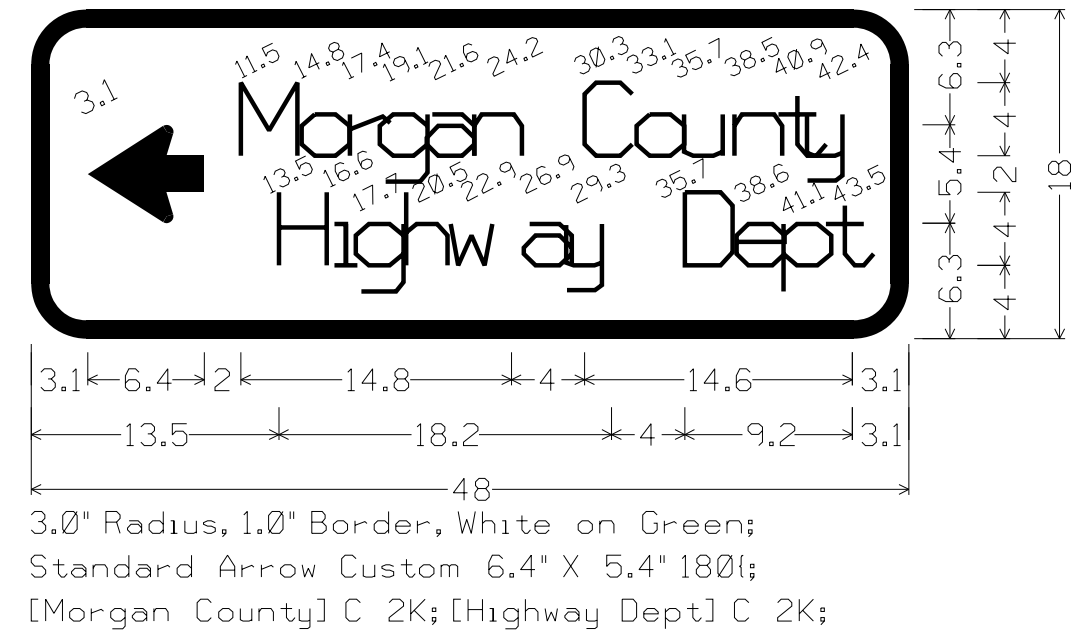 11.5 14.8 17.4 19.1 21.6 24.2 30.3 33.1 35.7 38.5 40.9 42.4
3.1
Morgan County
13.5 16.6 17.7 20.5 22.9 26.9 29.3 35.7 38.6 41.1 43.5
Highway Dept
6.3 5.4 6.3
4 4 2 4 4
18
3.1 6.4 2 14.8 4 14.6 3.1
13.5 18.2 4 9.2 3.1
48
3.0" Radius, 1.0" Border, White on Green;
Standard Arrow Custom 6.4" X 5.4" 180{;
[Morgan County] C 2K; [Highway Dept] C 2K;